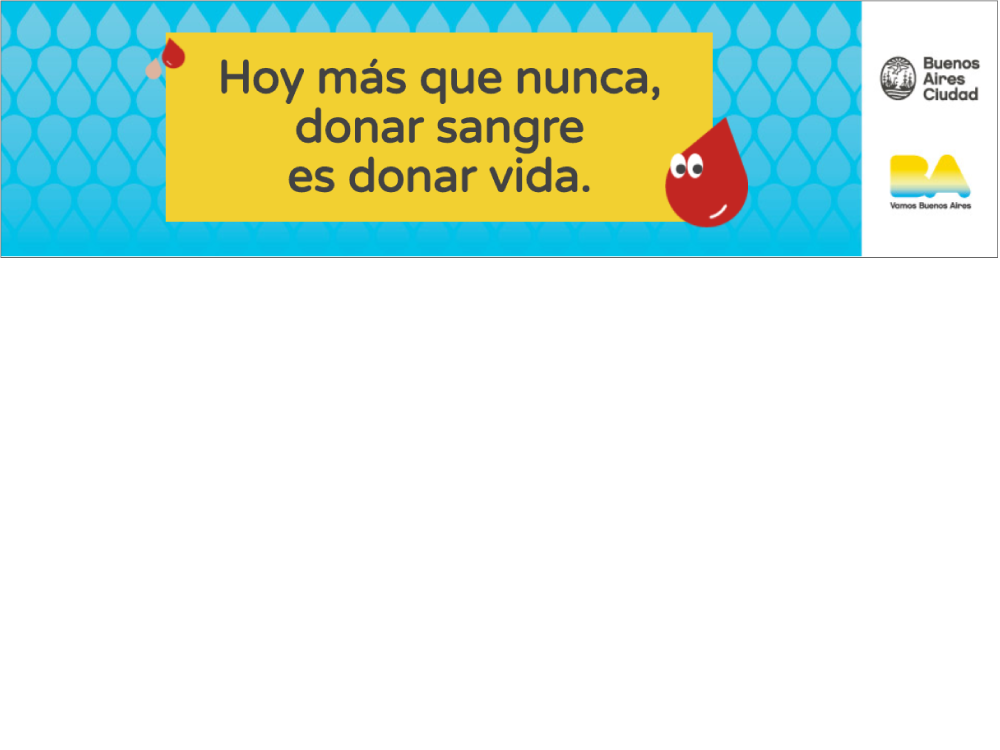 Hoy más que nunca,
donar sangre
es donar vida.
Buenos
Aires
Ciudad
BA
Vamos Buenos Aires